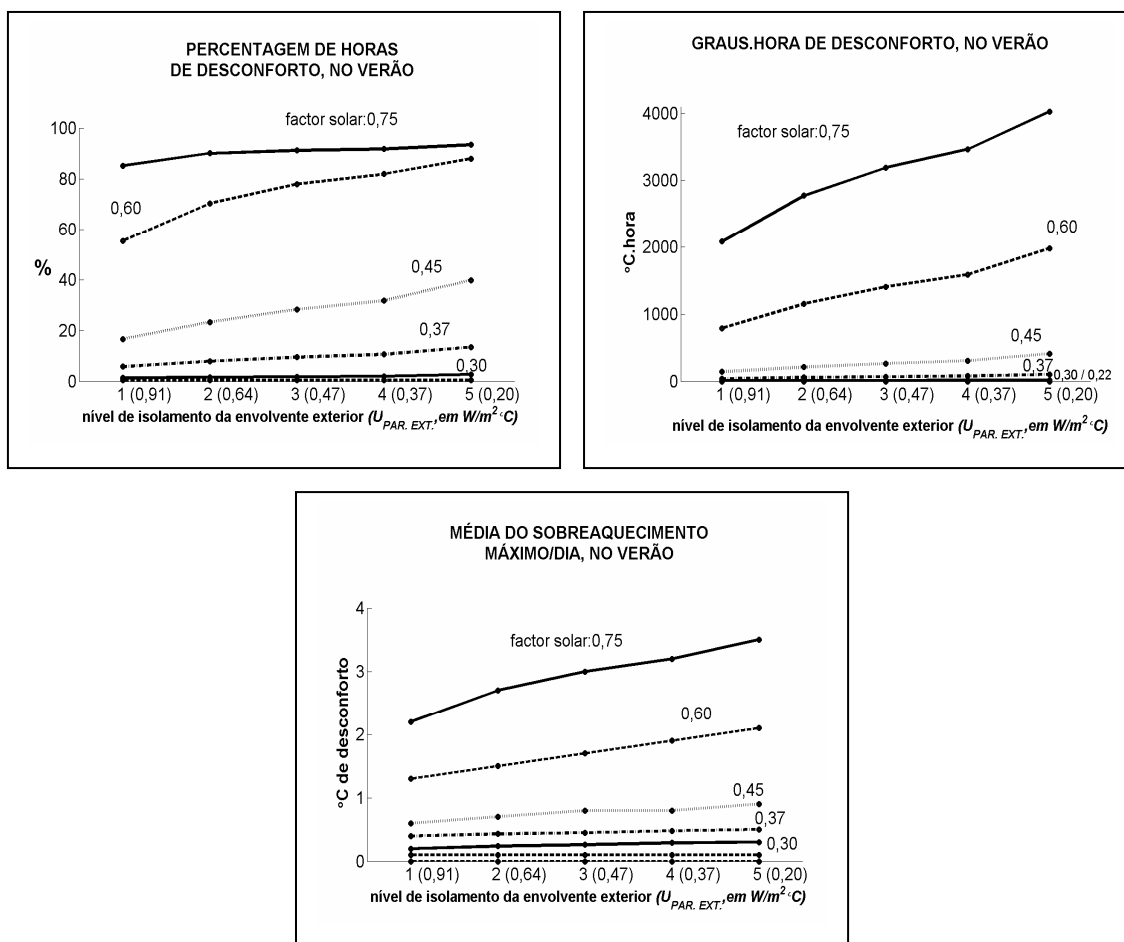 PERCENTAGEM DE HORAS
DE DESCONFORTO, NO VERÃO
factor solar:0,75
100
80
0,60
60
%
0,45
40
0,37
20
0,30
0
1 (0,91) 2 (0,64) 3 (0,47) 4 (0,37) 5 (0,20)
nível de isolamento da envolvente exterior (U PAR. EXT., em W/m² °C)
GRAUS.HORA DE DESCONFORTO, NO VERÃO
4000
factor solar:0,75
3000
0,60
2000
°C.hora
1000
0,45
0,37
0,30 / 0,22
0
1 (0,91) 2 (0,64) 3 (0,47) 4 (0,37) 5 (0,20)
nível de isolamento da envolvente exterior (U PAR. EXT., em W/m² °C)
MÉDIA DO SOBREAQUECIMENTO
MÁXIMO/DIA, NO VERÃO
4
factor solar:0,75
3
0,60
2
°C de desconforto
1
0,45
0,37
0,30
0
1 (0,91) 2 (0,64) 3 (0,47) 4 (0,37) 5 (0,20)
nível de isolamento da envolvente exterior (U PAR. EXT., em W/m² °C)